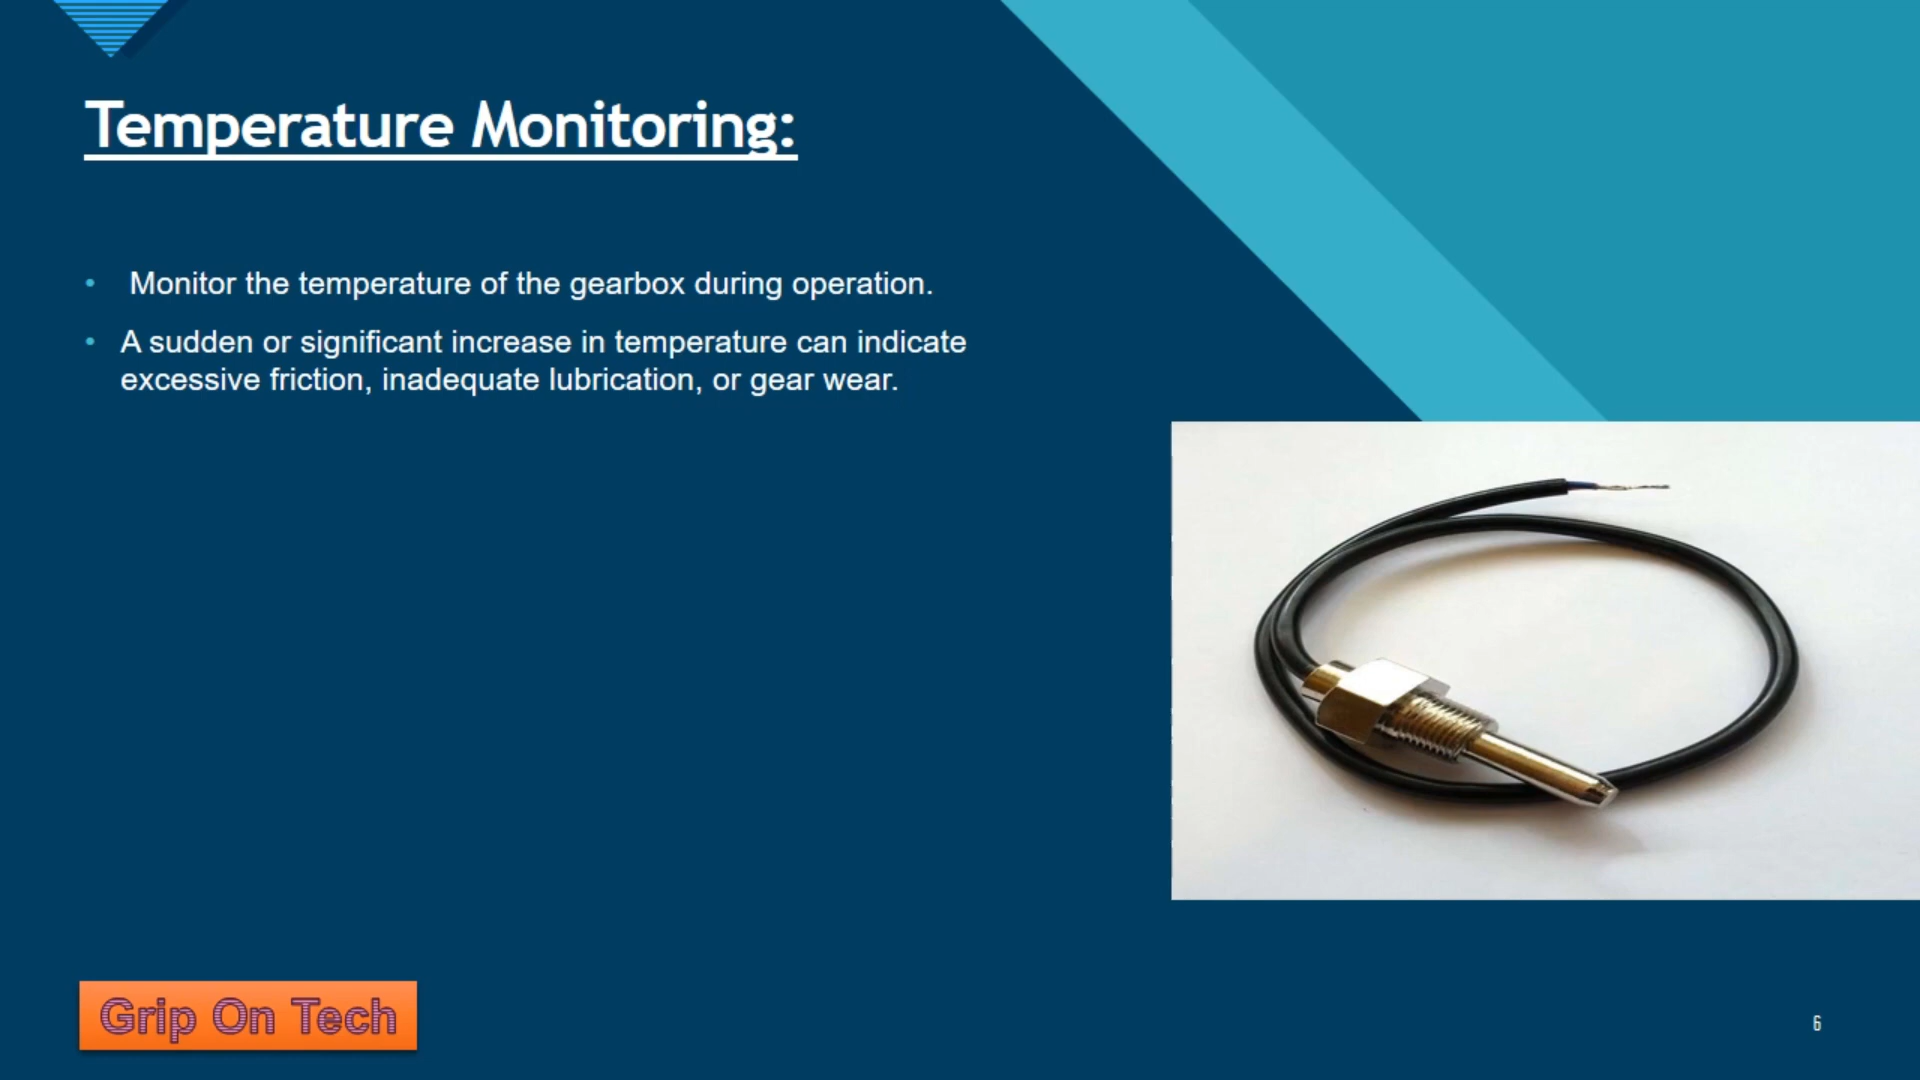 Temperature Monitoring:
• Monitor the temperature of the gearbox during operation.
• A sudden or significant increase in temperature can indicate
excessive friction, inadequate lubrication, or gear wear.
Grip On Tech
6